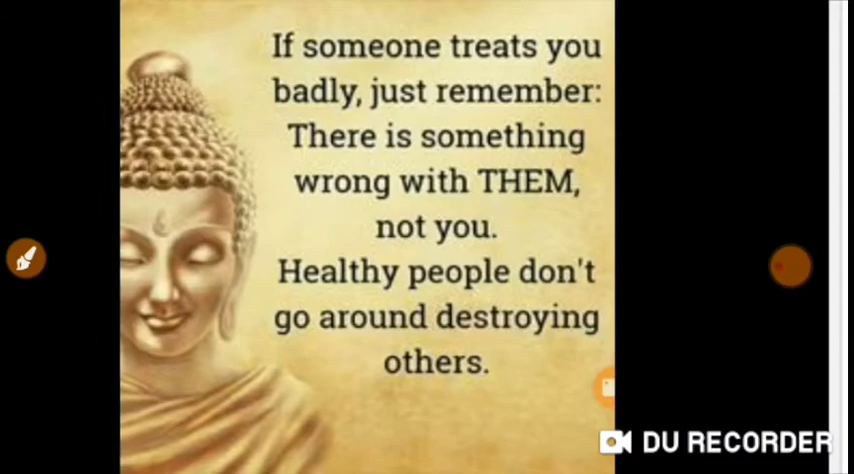 If someone treats you
badly, just remember:
There is something
wrong with THEM,
not you.
Healthy people don't
go around destroying
others.
DU RECORDER